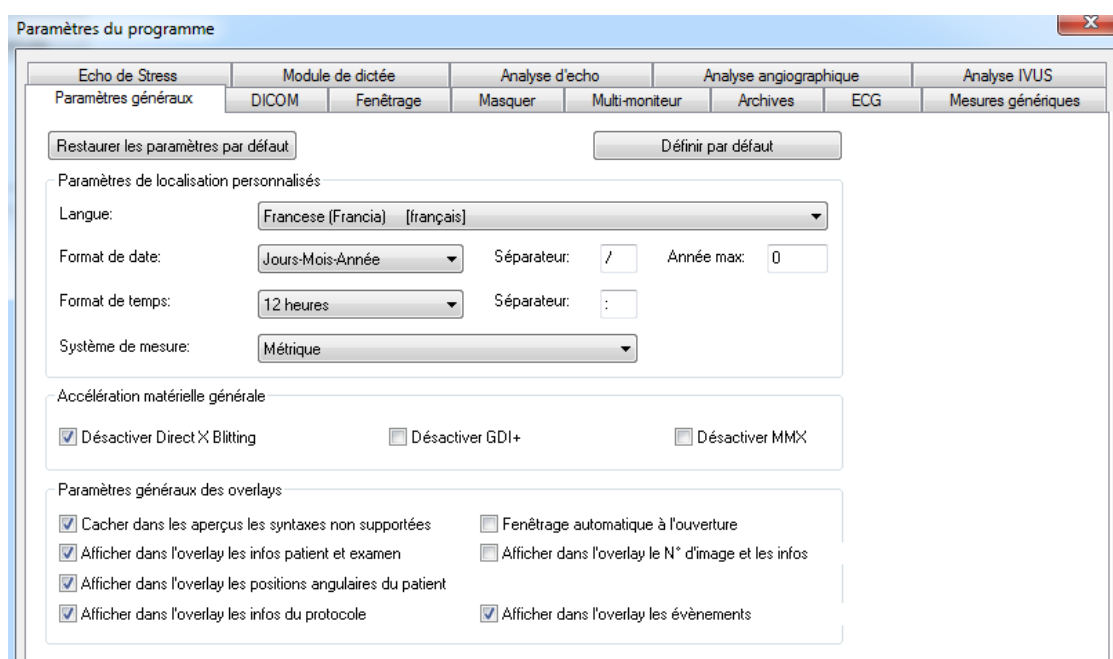 Paramètres du programme
Echo de Stress Module de dictée Analyse d'echo Analyse angiographique Analyse IVUS
Paramètres généraux DICOM Fenêtrage Masquer Multi-moniteur Archives ECG Mesures génériques
Restaurer les paramètres par défaut Définir par défaut
Paramètres de localisation personnalisés
Langue: Francese (Francia) [français]
Format de date: Jours-Mois-Année Séparateur: / Année max: 0
Format de temps: 12 heures Séparateur: :
Système de mesure: Métrique
Accélération matérielle générale
Désactiver Direct X Blitting Désactiver GDI+ Désactiver MMX
Paramètres généraux des overlays
Cacher dans les aperçus les syntaxes non supportées Fenêtrage automatique à l'ouverture
Afficher dans l'overlay les infos patient et examen Afficher dans l'overlay le N° d'image et les infos
Afficher dans l'overlay les positions angulaires du patient
Afficher dans l'overlay les infos du protocole Afficher dans l'overlay les évènements